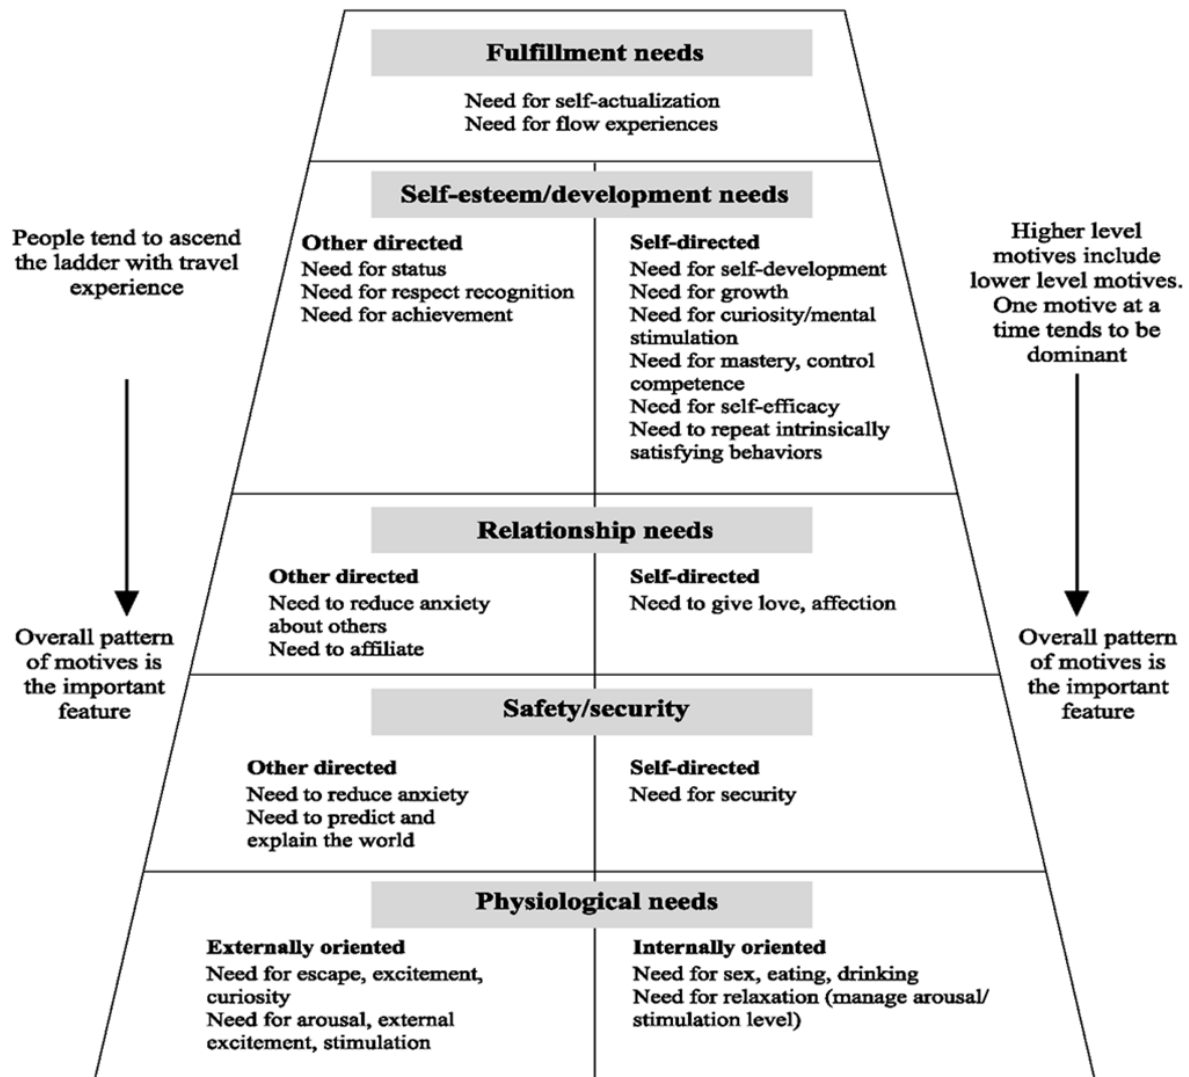 Fulfillment needs
Need for self-actualization
Need for flow experiences
Self-esteem/development needs
Other directed
Need for status
Need for respect recognition
Need for achievement
Self-directed
Need for self-development
Need for growth
Need for curiosity/mental
stimulation
Need for mastery, control
competence
Need for self-efficacy
Need to repeat intrinsically
satisfying behaviors
People tend to ascend
the ladder with travel
experience
Higher level
motives include
lower level motives.
One motive at a
time tends to be
dominant
Relationship needs
Other directed
Need to reduce anxiety
about others
Need to affiliate
Self-directed
Need to give love, affection
Overall pattern
of motives is
the important
feature
Overall pattern
of motives is
the important
feature
Safety/security
Other directed
Need to reduce anxiety
Need to predict and
explain the world
Self-directed
Need for security
Physiological needs
Externally oriented
Need for escape, excitement,
curiosity
Need for arousal, external
excitement, stimulation
Internally oriented
Need for sex, eating, drinking
Need for relaxation (manage arousal/
stimulation level)